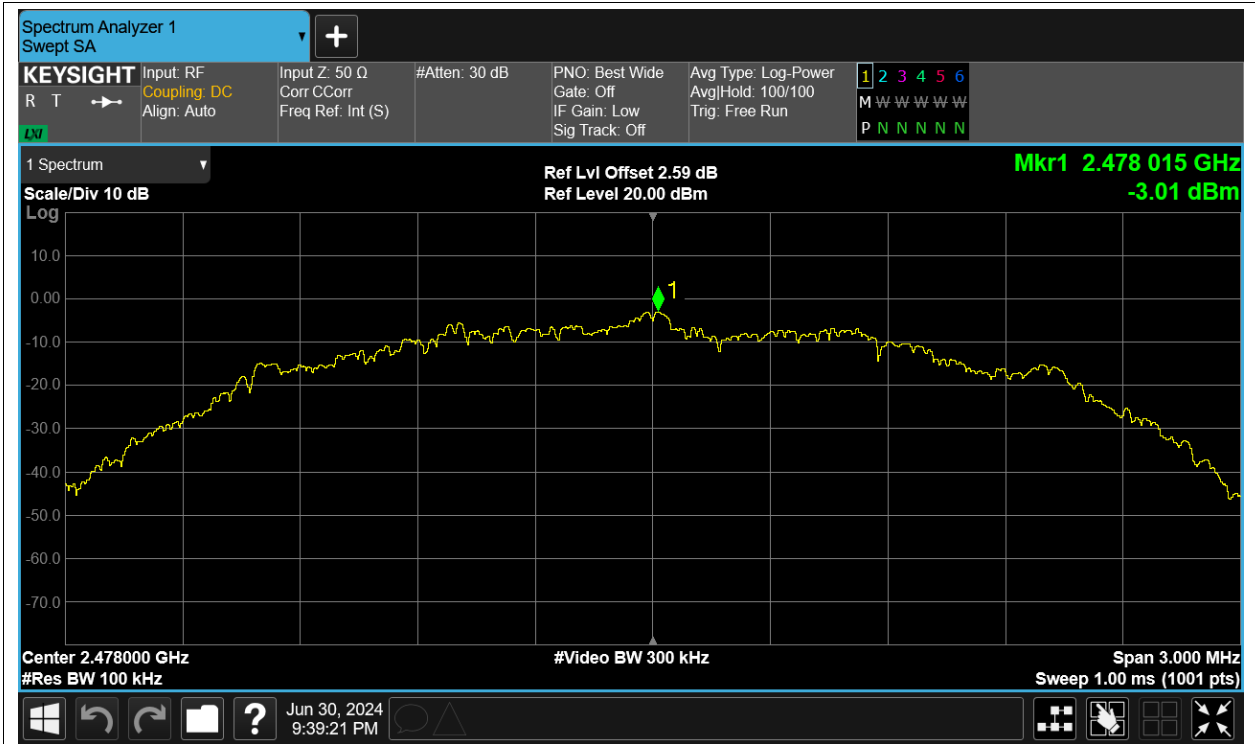 Spectrum Analyzer 1
Swept SA
+
KEYSIGHT
R T
LXI
Input: RF
Coupling: DC
Align: Auto
Input Z: 50 Ω
Corr CCorr
Freq Ref: Int (S)
#Atten: 30 dB
PNO: Best Wide
Gate: Off
IF Gain: Low
Sig Track: Off
Avg Type: Log-Power
Avg|Hold: 100/100
Trig: Free Run
1 2 3 4 5 6
M W W W W W
P N N N N N
1 Spectrum
Scale/Div 10 dB
Ref Lvl Offset 2.59 dB
Ref Level 20.00 dBm
Mkr1 2.478 015 GHz
-3.01 dBm
Log
10.0
0.00
-10.0
-20.0
-30.0
-40.0
-50.0
-60.0
-70.0
1
Center 2.478000 GHz
#Res BW 100 kHz
#Video BW 300 kHz
Span 3.000 MHz
Sweep 1.00 ms (1001 pts)
?
Jun 30, 2024
9:39:21 PM